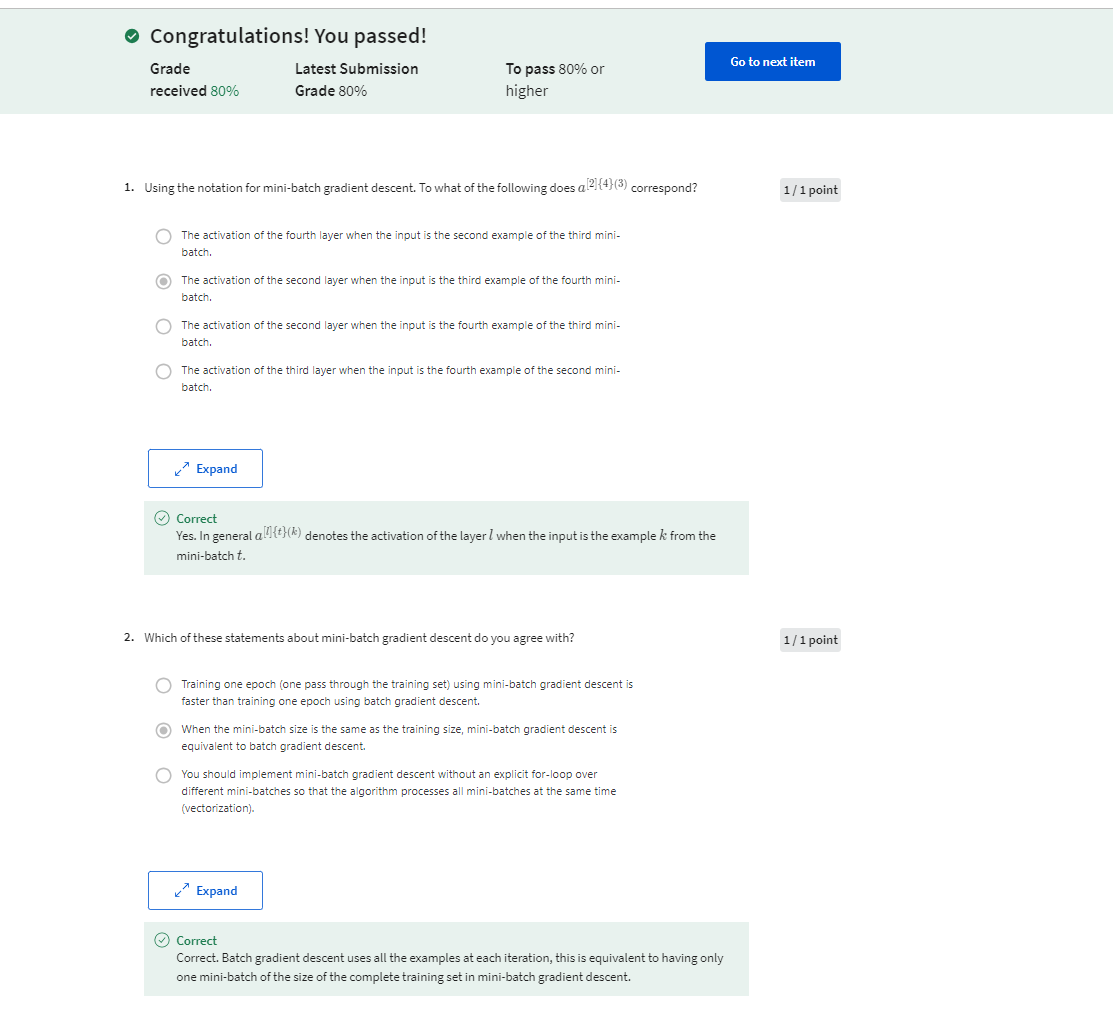 Congratulations! You passed!
Grade
received 80%
Latest Submission
Grade 80%
To pass 80% or
higher
Go to next item
1. Using the notation for mini-batch gradient descent. To what of the following does a^{[2]{4}(3)} correspond?
1 / 1 point
The activation of the fourth layer when the input is the second example of the third mini-
batch.
The activation of the second layer when the input is the third example of the fourth mini-
batch.
The activation of the second layer when the input is the fourth example of the third mini-
batch.
The activation of the third layer when the input is the fourth example of the second mini-
batch.
Expand
Correct
Yes. In general a^{[l]{t}(k)} denotes the activation of the layer l when the input is the example k from the
mini-batch t.
2. Which of these statements about mini-batch gradient descent do you agree with?
1 / 1 point
Training one epoch (one pass through the training set) using mini-batch gradient descent is
faster than training one epoch using batch gradient descent.
When the mini-batch size is the same as the training size, mini-batch gradient descent is
equivalent to batch gradient descent.
You should implement mini-batch gradient descent without an explicit for-loop over
different mini-batches so that the algorithm processes all mini-batches at the same time
(vectorization).
Expand
Correct
Correct. Batch gradient descent uses all the examples at each iteration, this is equivalent to having only
one mini-batch of the size of the complete training set in mini-batch gradient descent.